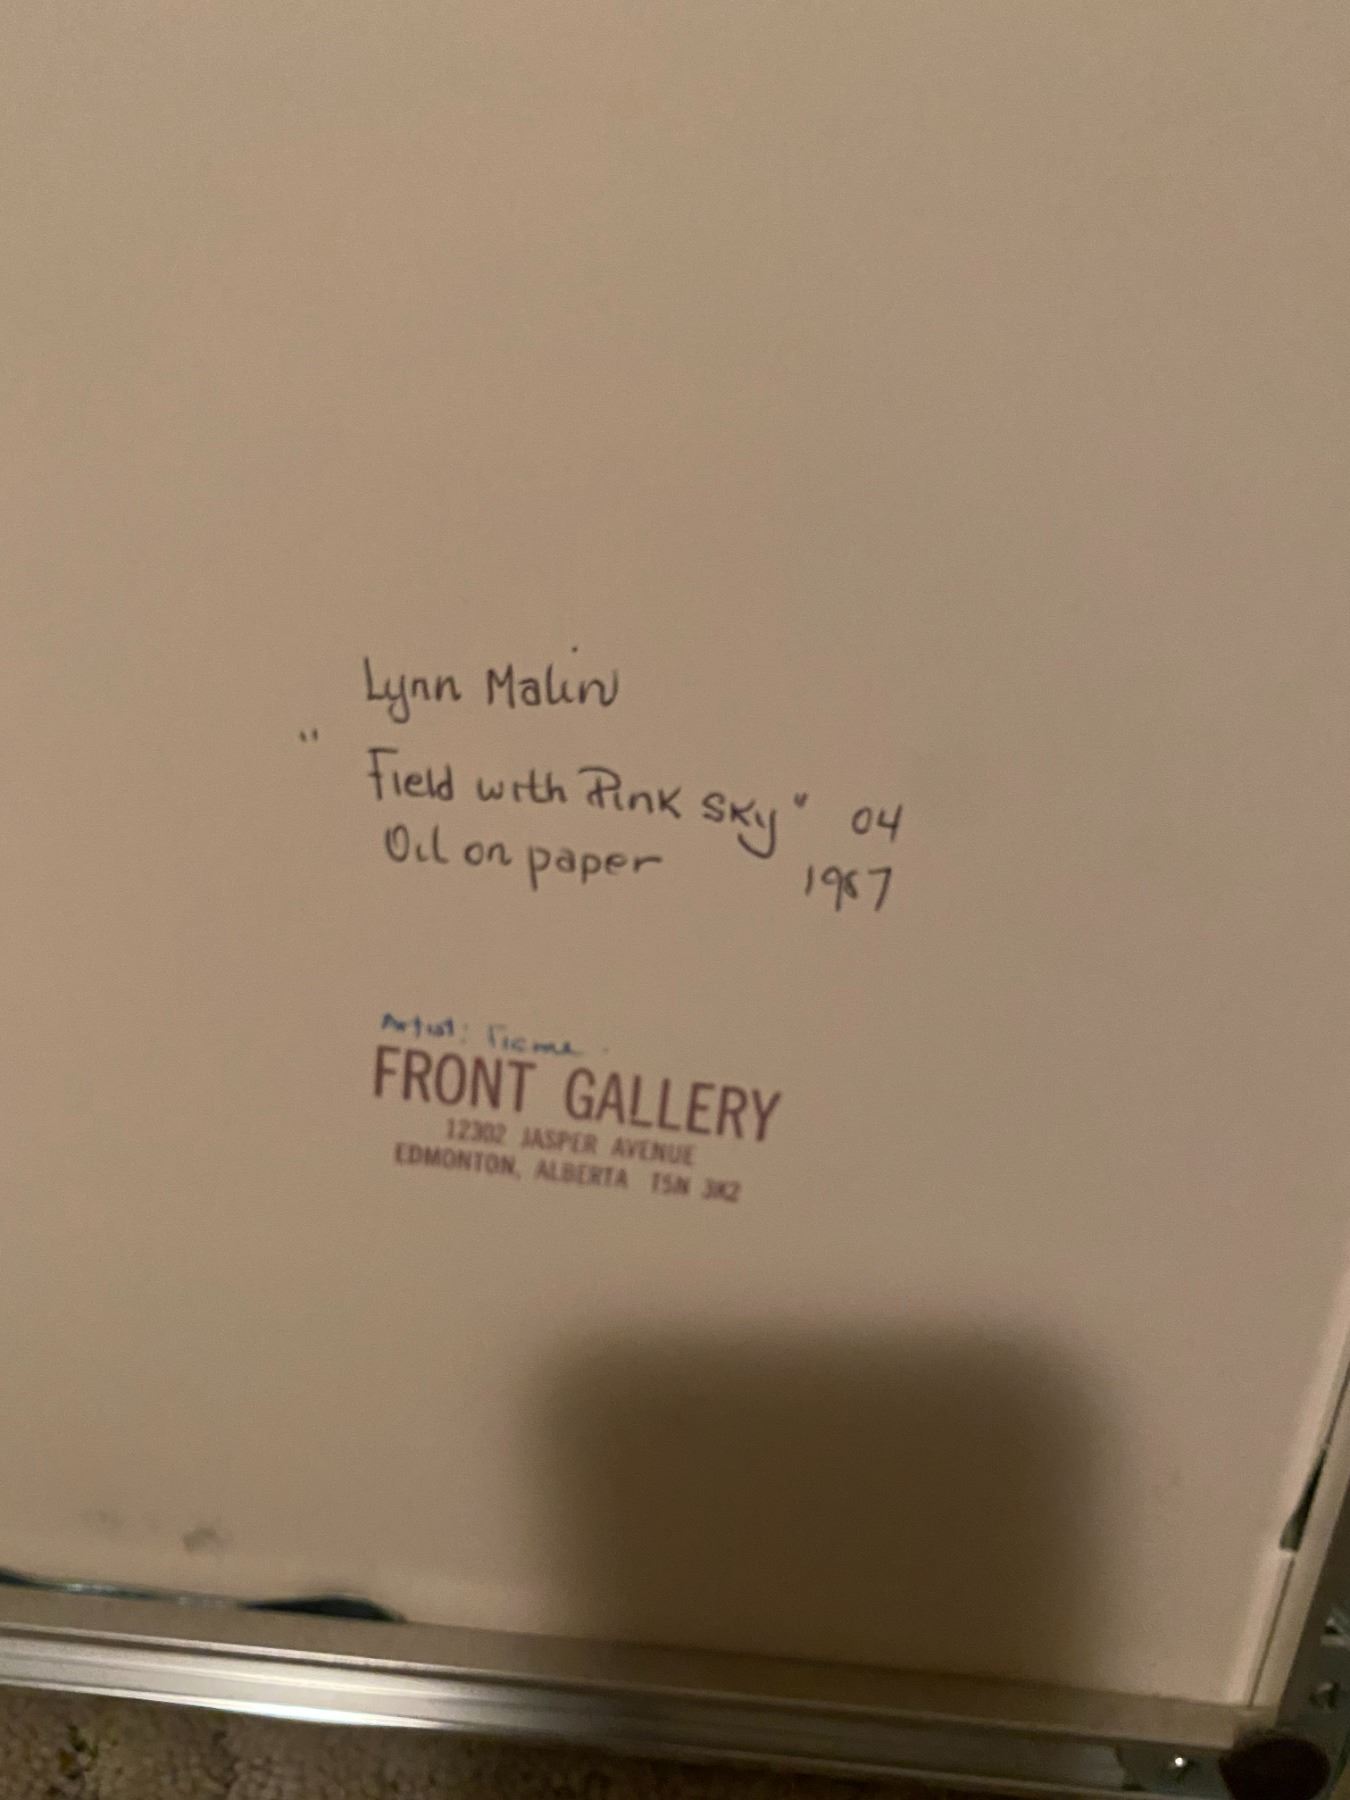 Lynn Malin
"Field with Pink Sky" 04
Oil on paper 1987
Artist:
FRONT GALLERY
12302 JASPER AVENUE
EDMONTON, ALBERTA T5N 3K2